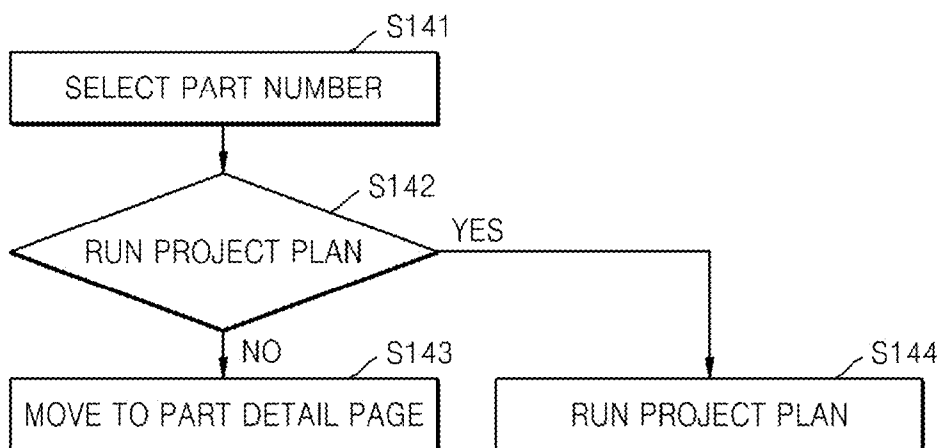 S141
SELECT PART NUMBER
S142
RUN PROJECT PLAN
YES
NO
S143
MOVE TO PART DETAIL PAGE
S144
RUN PROJECT PLAN